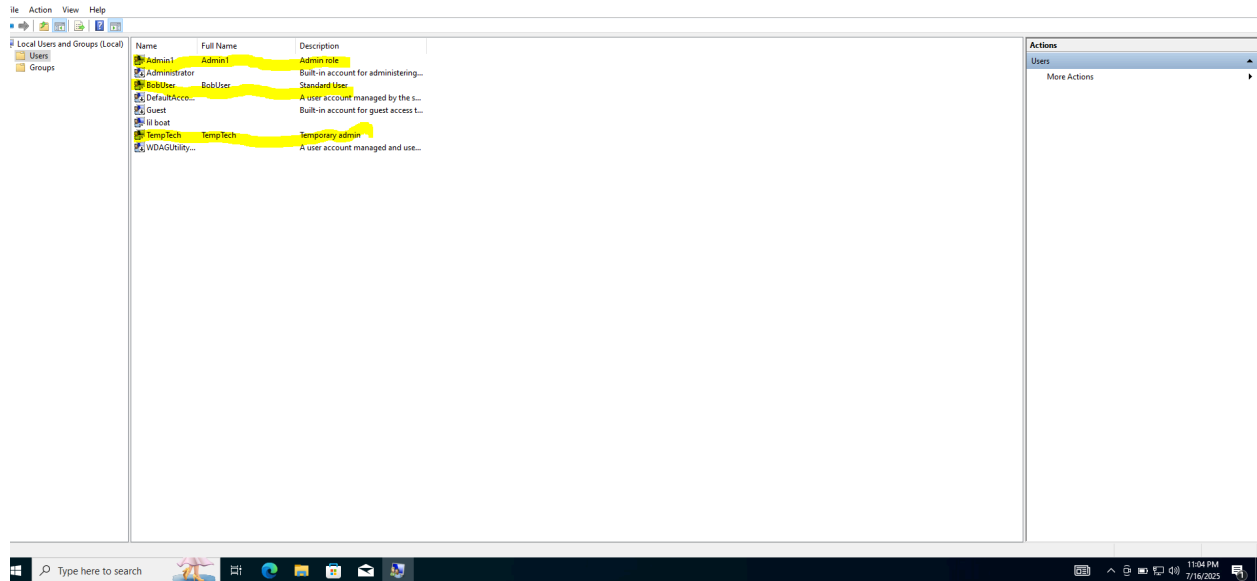 ile Action View Help
Local Users and Groups (Local)
Users
Groups
Name Full Name Description
Admin1 Admin1 Admin role
Administrator Built-in account for administering...
BobUser BobUser Standard User
DefaultAcco... A user account managed by the s...
Guest Built-in account for guest access t...
lil boat
TempTech TempTech Temporary admin
WDAGUtility... A user account managed and use...
Actions
Users
More Actions
Type here to search
11:04 PM
7/16/2025